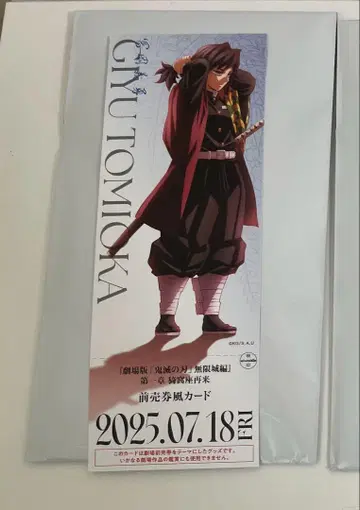 冨岡義勇
GIYU TOMIOKA
『劇場版「鬼滅の刃」無限城編』
第一章 猗窩座再来
前売券風カード
2025.07.18 FRI
このカードは劇場前売券をテーマにしたグッズです。
いかなる劇場作品の鑑賞にも使用できません。